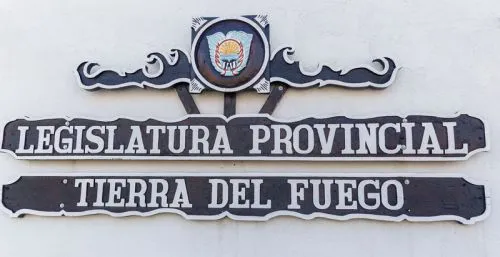 LEGISLATURA PROVINCIAL
TIERRA DEL FUEGO